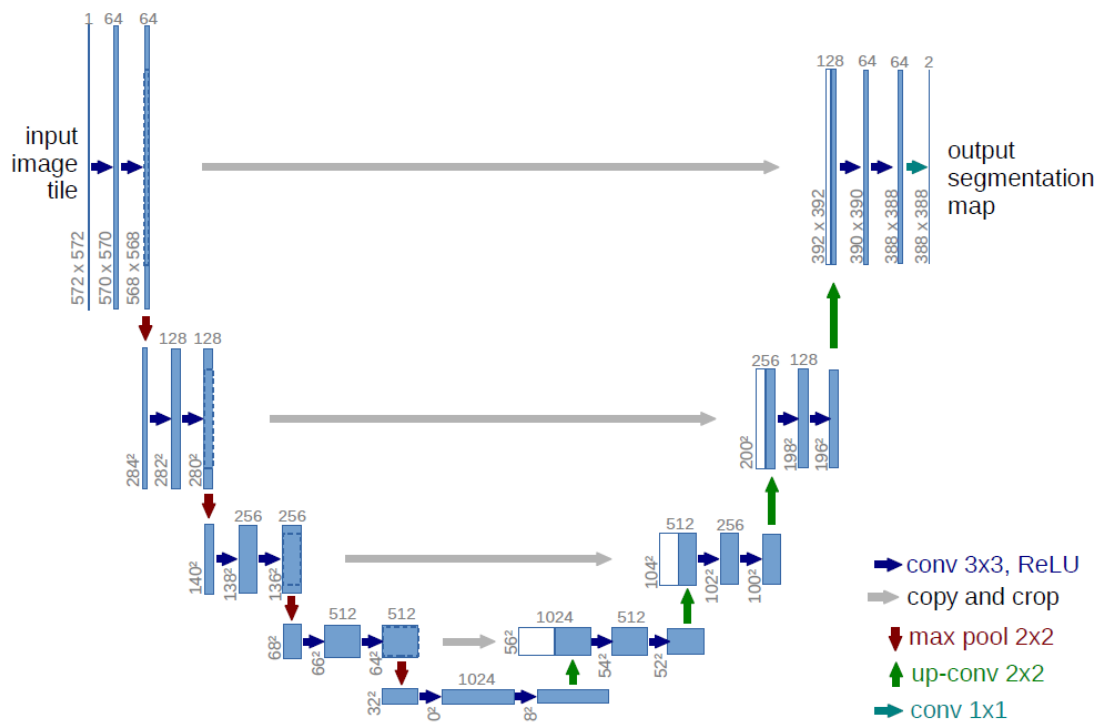 1 64 64
input
image
tile
572 x 572
570 x 570
568 x 568
128 64 64 2
output
segmentation
map
392 x 392
390 x 390
388 x 388
388 x 388
128 128
284²
282²
280²
256 128
200²
198²
196²
256 256
140²
138²
136²
512 256
104²
102²
100²
512 512
68²
66²
64²
1024 512
56²
54²
52²
1024
32²
0²
8²
conv 3x3, ReLU
copy and crop
max pool 2x2
up-conv 2x2
conv 1x1